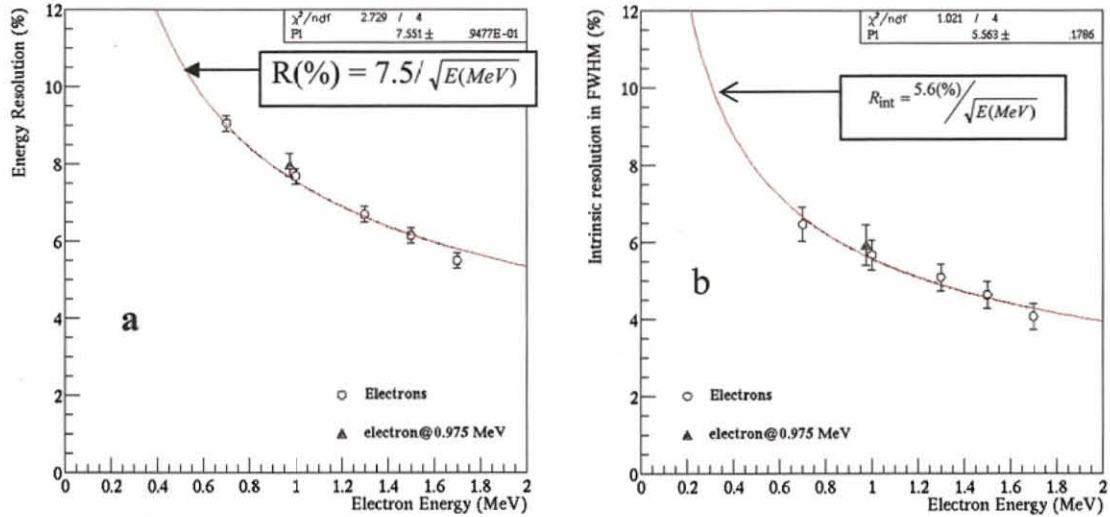 Energy Resolution (%)
12
10
8
6
4
2
0
χ²/ndf 2.729 / 4
P1 7.551 ± .9477E-01
R(%) = 7.5/√E(MeV)
a
Electrons
electron@0.975 MeV
0 0.2 0.4 0.6 0.8 1 1.2 1.4 1.6 1.8 2
Electron Energy (MeV)
Intrinsic resolution in FWHM (%)
12
10
8
6
4
2
0
χ²/ndf 1.021 / 4
P1 5.563 ± .1786
R_int = 5.6(%)/√E(MeV)
b
Electrons
electron@0.975 MeV
0 0.2 0.4 0.6 0.8 1 1.2 1.4 1.6 1.8 2
Electron Energy (MeV)